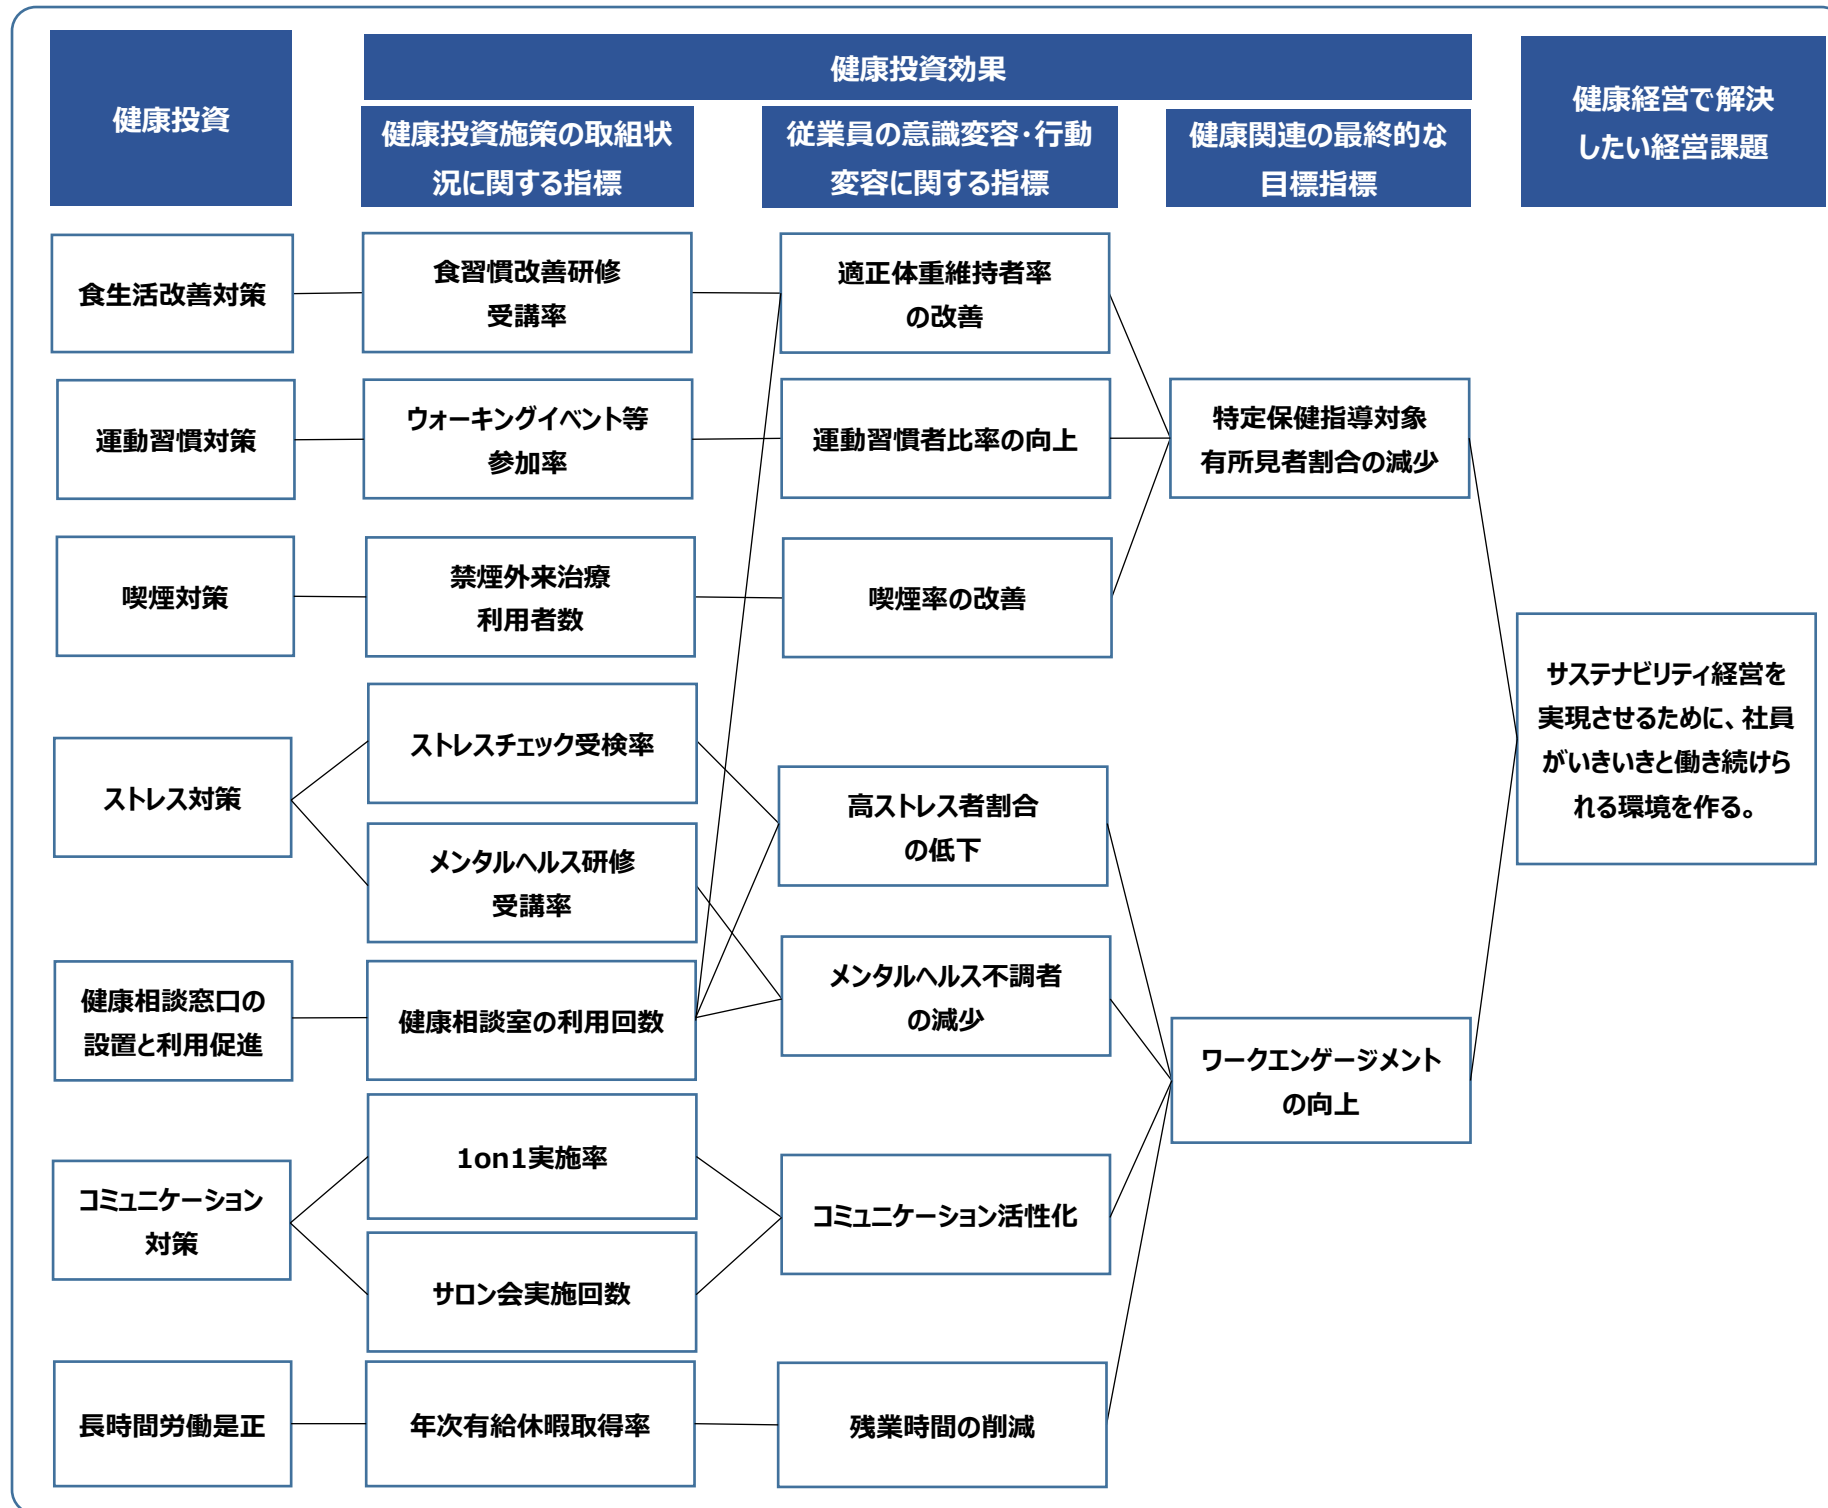 健康投資
健康投資効果
健康経営で解決
したい経営課題
健康投資施策の取組状
況に関する指標
従業員の意識変容・行動
変容に関する指標
健康関連の最終的な
目標指標
食生活改善対策
食習慣改善研修
受講率
適正体重維持者率
の改善
運動習慣対策
ウォーキングイベント等
参加率
運動習慣者比率の向上
特定保健指導対象
有所見者割合の減少
喫煙対策
禁煙外来治療
利用者数
喫煙率の改善
サステナビリティ経営を
実現させるために、社員
がいきいきと働き続けら
れる環境を作る。
ストレス対策
ストレスチェック受検率
メンタルヘルス研修
受講率
高ストレス者割合
の低下
健康相談窓口の
設置と利用促進
健康相談室の利用回数
メンタルヘルス不調者
の減少
ワークエンゲージメント
の向上
コミュニケーション
対策
1on1実施率
サロン会実施回数
コミュニケーション活性化
長時間労働是正
年次有給休暇取得率
残業時間の削減